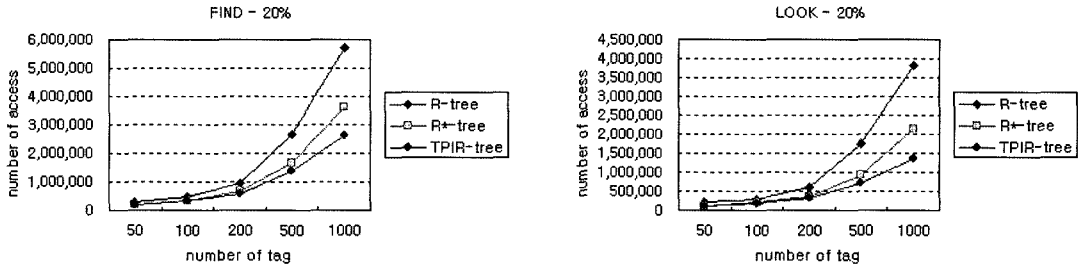 FIND - 20%
6,000,000
5,000,000
4,000,000
3,000,000
2,000,000
1,000,000
0
number of access
50 100 200 500 1000
number of tag
R-tree
R*-tree
TPIR-tree
LOOK - 20%
4,500,000
4,000,000
3,500,000
3,000,000
2,500,000
2,000,000
1,500,000
1,000,000
500,000
0
number of access
50 100 200 500 1000
number of tag
R-tree
R*-tree
TPIR-tree